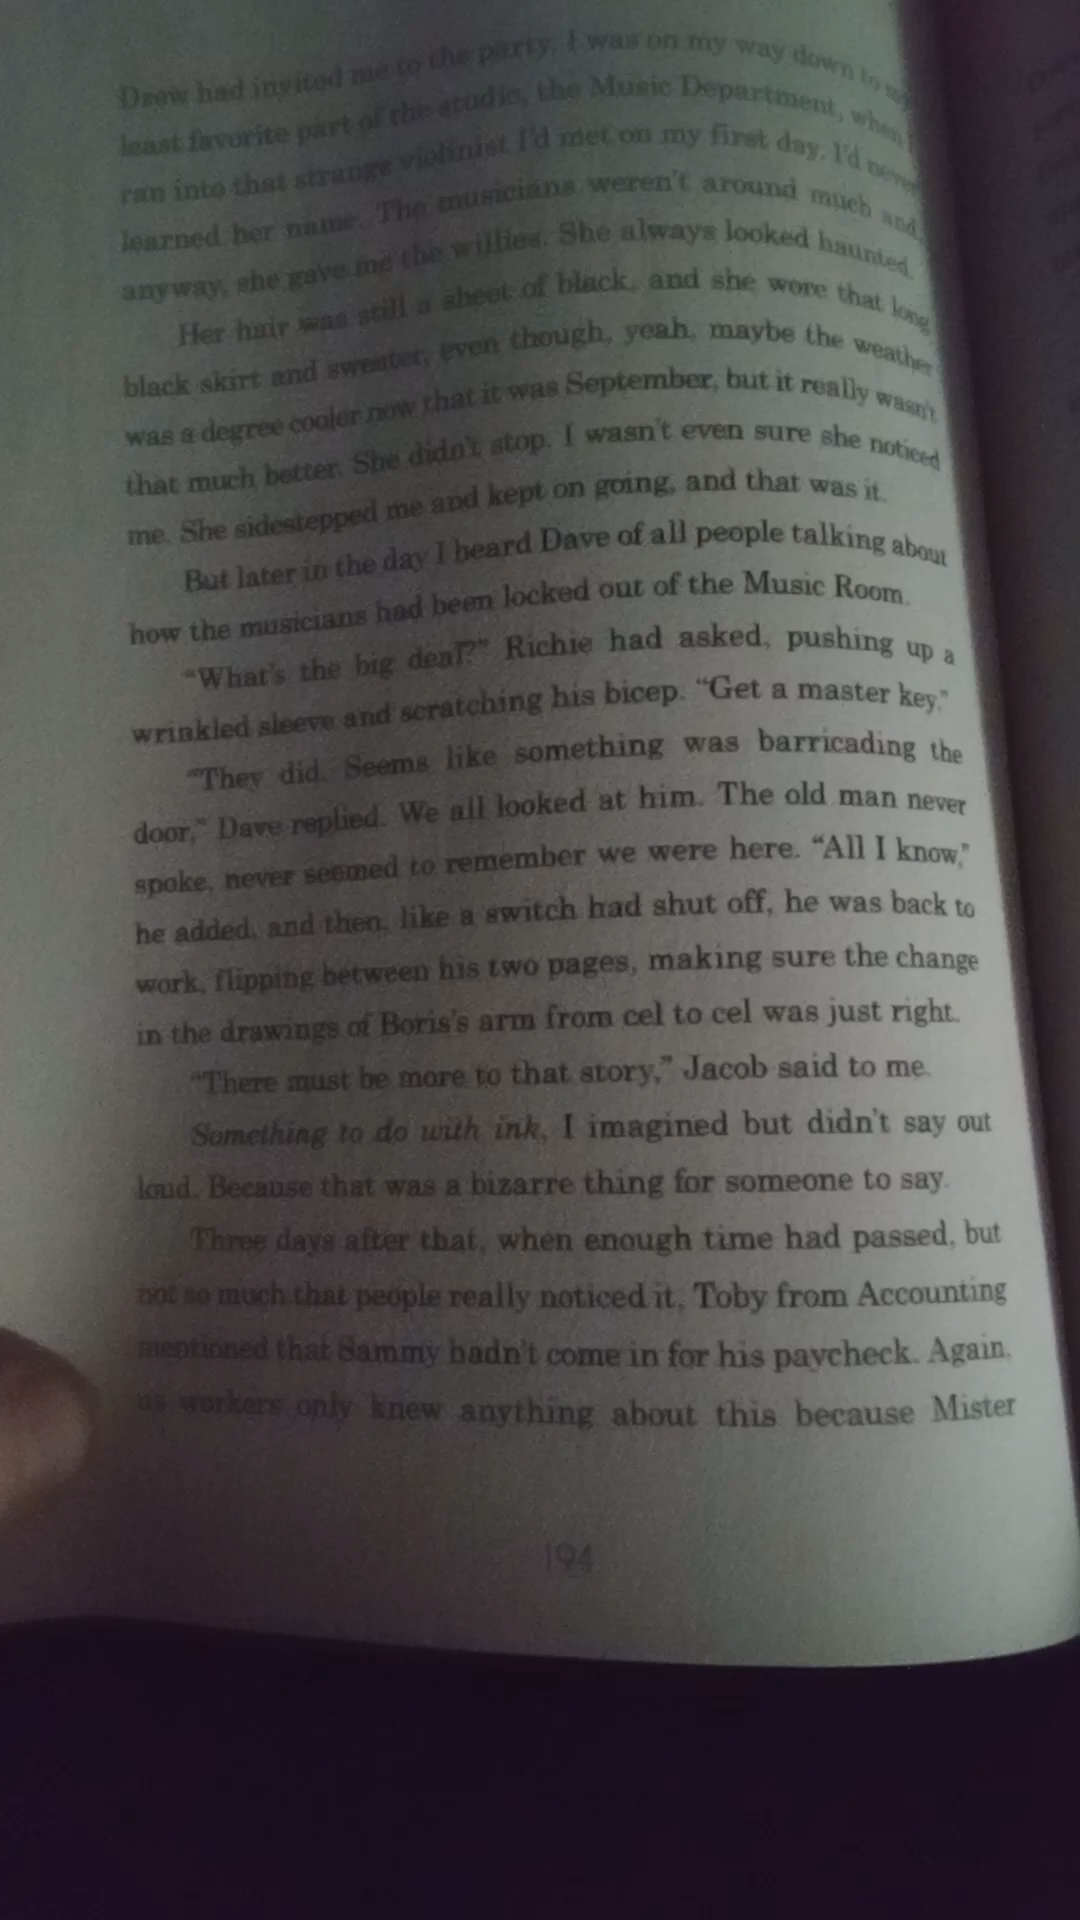 Drew had invited me to the party, I was on my way down to my
least favorite part of the studio, the Music Department, when I
ran into that strange violinist I'd met on my first day. I'd never
learned her name. The musicians weren't around much and,
anyway, she gave me the willies. She always looked haunted.
Her hair was still a sheet of black, and she wore that long
black skirt and sweater, even though, yeah, maybe the weather
was a degree cooler now that it was September, but it really wasn't
that much better. She didn't stop. I wasn't even sure she noticed
me. She sidestepped me and kept on going, and that was it.
But later in the day I heard Dave of all people talking about
how the musicians had been locked out of the Music Room.
“What's the big deal?” Richie had asked, pushing up a
wrinkled sleeve and scratching his bicep. “Get a master key.”
“They did. Seems like something was barricading the
door,” Dave replied. We all looked at him. The old man never
spoke, never seemed to remember we were here. “All I know,”
he added, and then, like a switch had shut off, he was back to
work, flipping between his two pages, making sure the change
in the drawings of Boris's arm from cel to cel was just right.
“There must be more to that story,” Jacob said to me.
Something to do with ink, I imagined but didn't say out
loud. Because that was a bizarre thing for someone to say.
Three days after that, when enough time had passed, but
not so much that people really noticed it, Toby from Accounting
mentioned that Sammy hadn't come in for his paycheck. Again,
us workers only knew anything about this because Mister
194